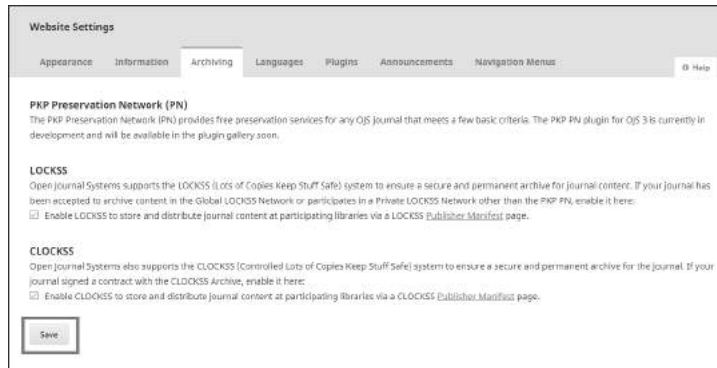 Website Settings
Appearance Information Archiving Languages Plugins Announcements Navigation Menus
Help
PKP Preservation Network (PN)
The PKP Preservation Network (PN) provides free preservation services for any OJS journal that meets a few basic criteria. The PKP PN plugin for OJS 3 is currently in
development and will be available in the plugin gallery soon.
LOCKSS
Open Journal Systems supports the LOCKSS (Lots of Copies Keep Stuff Safe) system to ensure a secure and permanent archive for journal content. If your journal has
been accepted to archive content in the Global LOCKSS Network or participates in a Private LOCKSS Network other than the PKP PN, enable it here:
Enable LOCKSS to store and distribute journal content at participating libraries via a LOCKSS Publisher Manifest page.
CLOCKSS
Open Journal Systems also supports the CLOCKSS (Controlled Lots of Copies Keep Stuff Safe) system to ensure a secure and permanent archive for the journal. If your
journal signed a contract with the CLOCKSS Archive, enable it here:
Enable CLOCKSS to store and distribute journal content at participating libraries via a CLOCKSS Publisher Manifest page.
Save